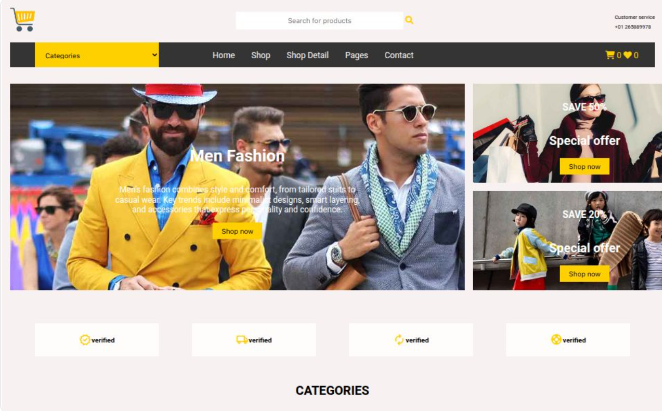 Search for products
Customer service
+01 265889978
Categories
Home Shop Shop Detail Pages Contact
0 0
Men Fashion
Men's fashion combines style and comfort, from tailored suits to
casual wear. Key trends include minimalist designs, smart layering,
and accessories that express personality and confidence.
Shop now
SAVE 50%
Special offer
Shop now
SAVE 20%
Special offer
Shop now
verified
verified
verified
verified
CATEGORIES